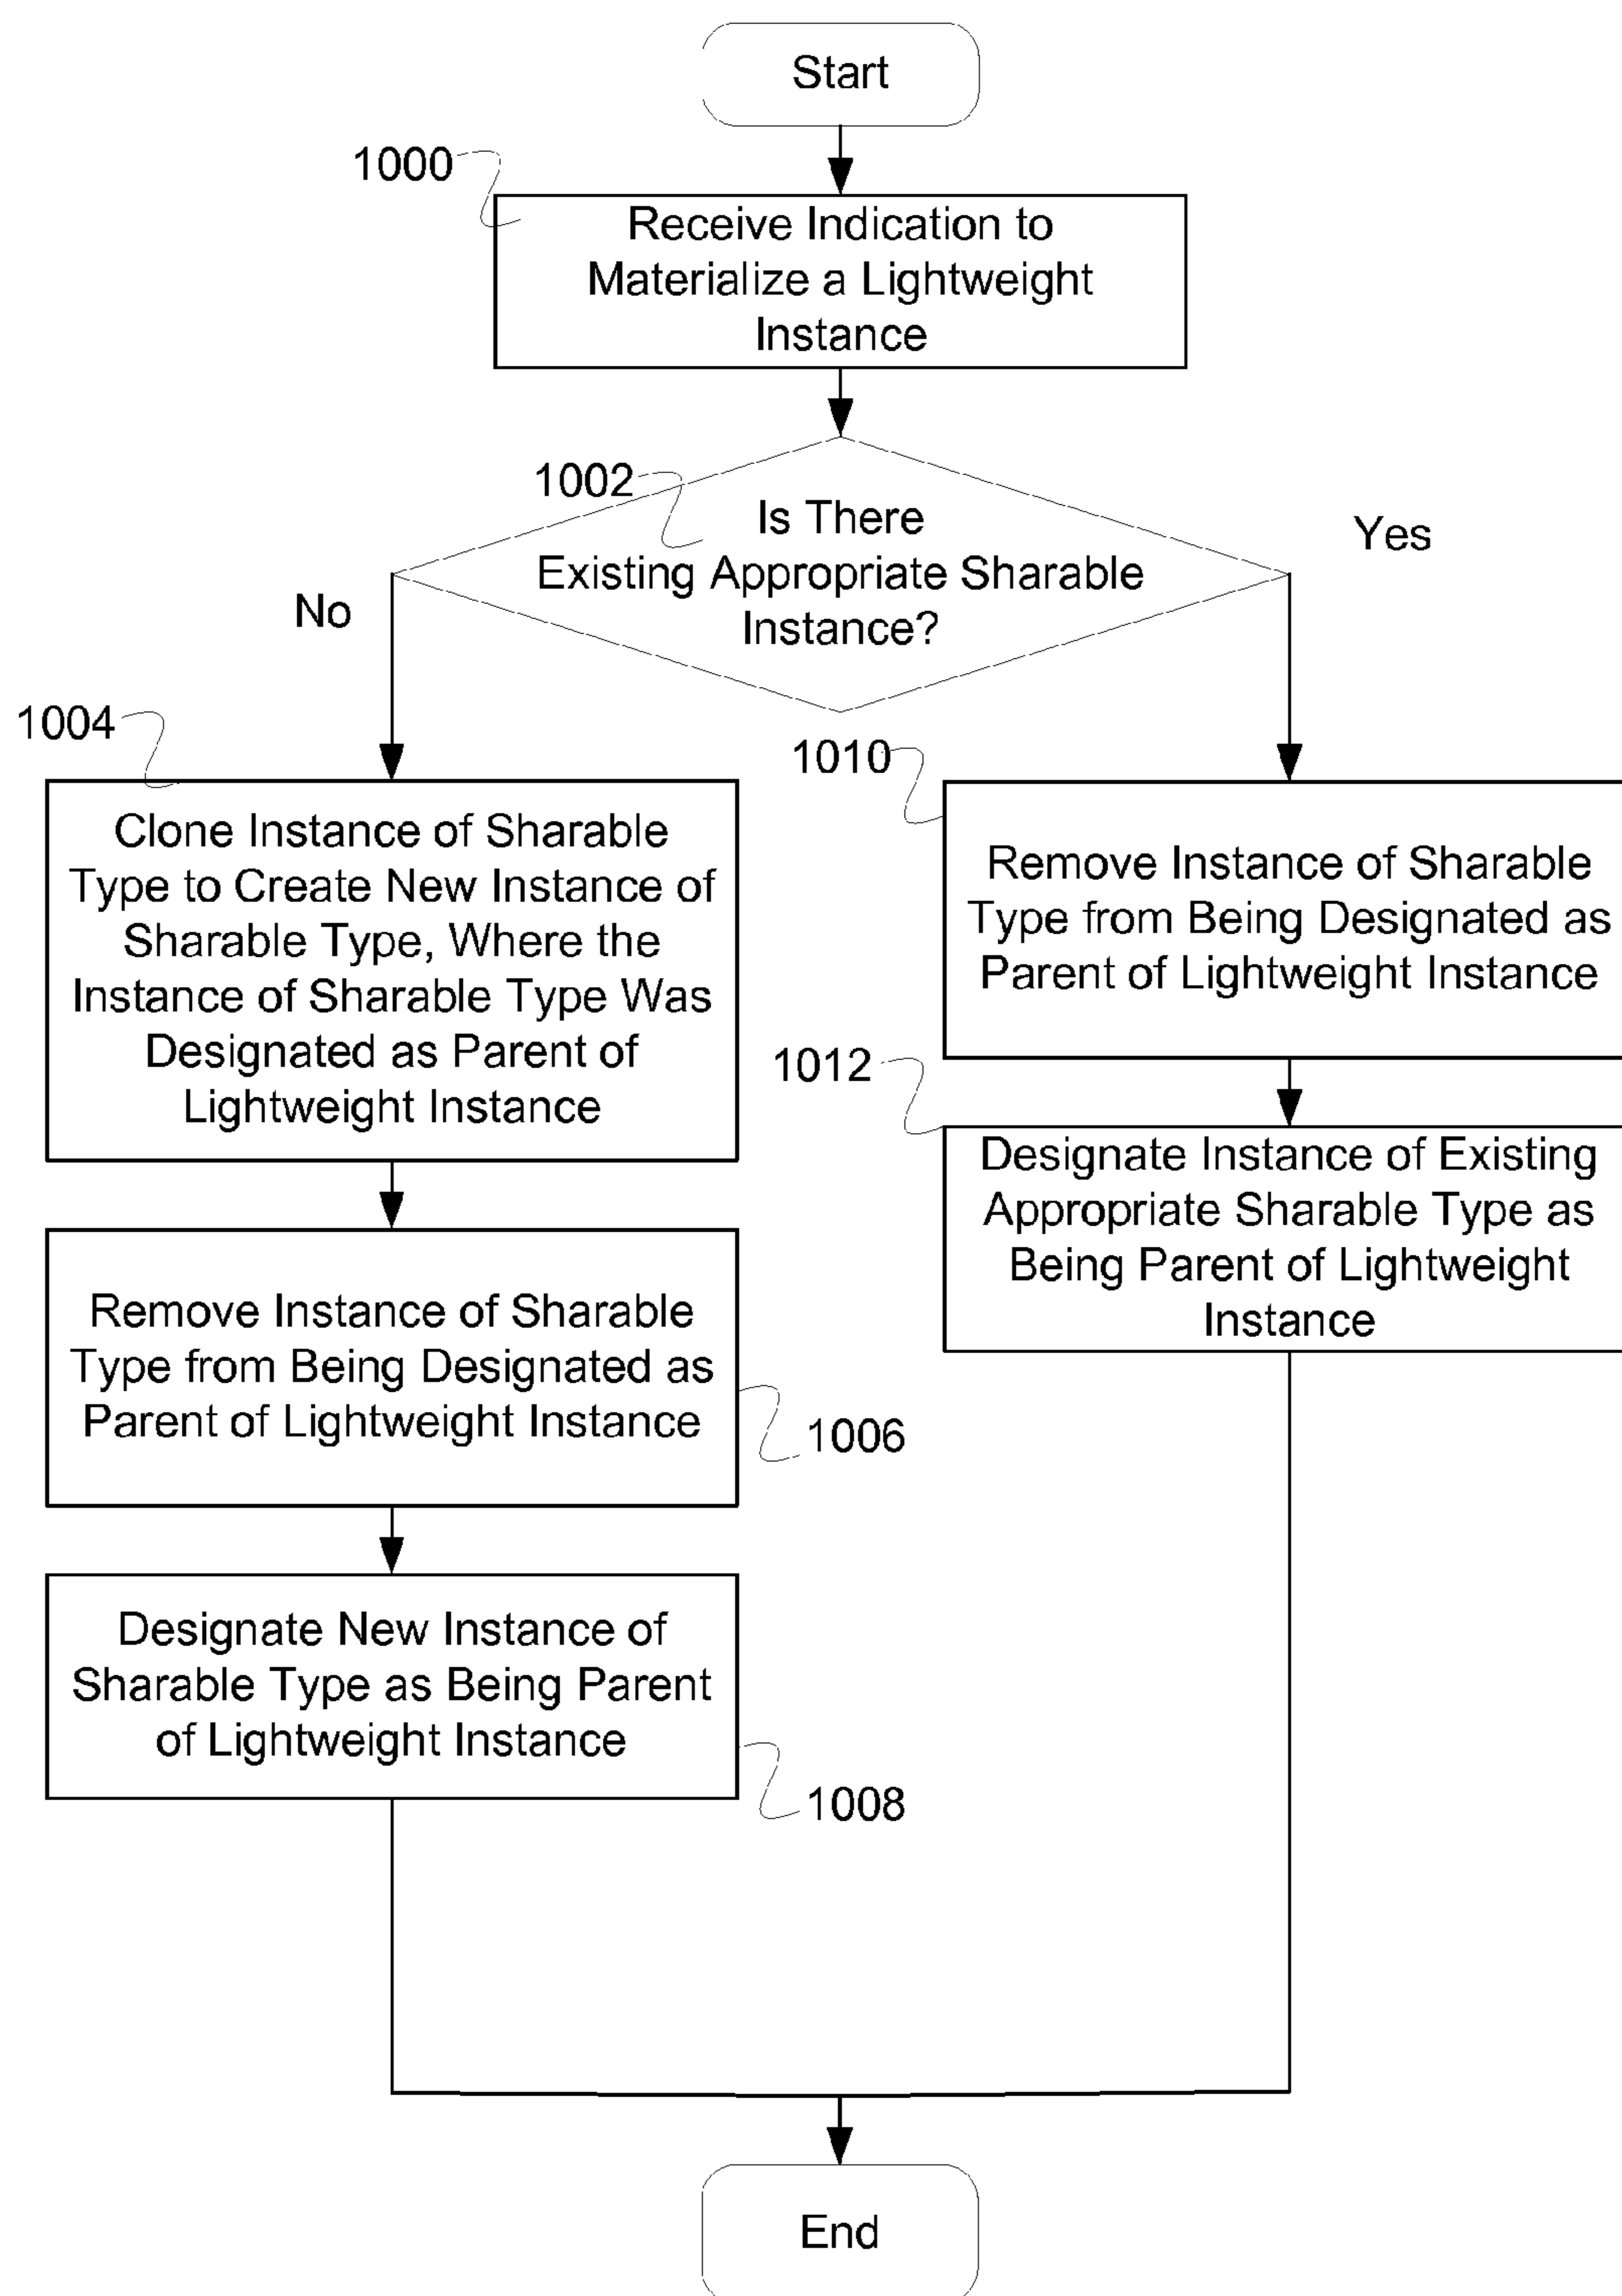 Start
1000
Receive Indication to
Materialize a Lightweight
Instance
1002
Is There
Existing Appropriate Sharable
Instance?
Yes
No
1004
Clone Instance of Sharable
Type to Create New Instance of
Sharable Type, Where the
Instance of Sharable Type Was
Designated as Parent of
Lightweight Instance
Remove Instance of Sharable
Type from Being Designated as
Parent of Lightweight Instance
1006
Designate New Instance of
Sharable Type as Being Parent
of Lightweight Instance
1008
1010
Remove Instance of Sharable
Type from Being Designated as
Parent of Lightweight Instance
1012
Designate Instance of Existing
Appropriate Sharable Type as
Being Parent of Lightweight
Instance
End